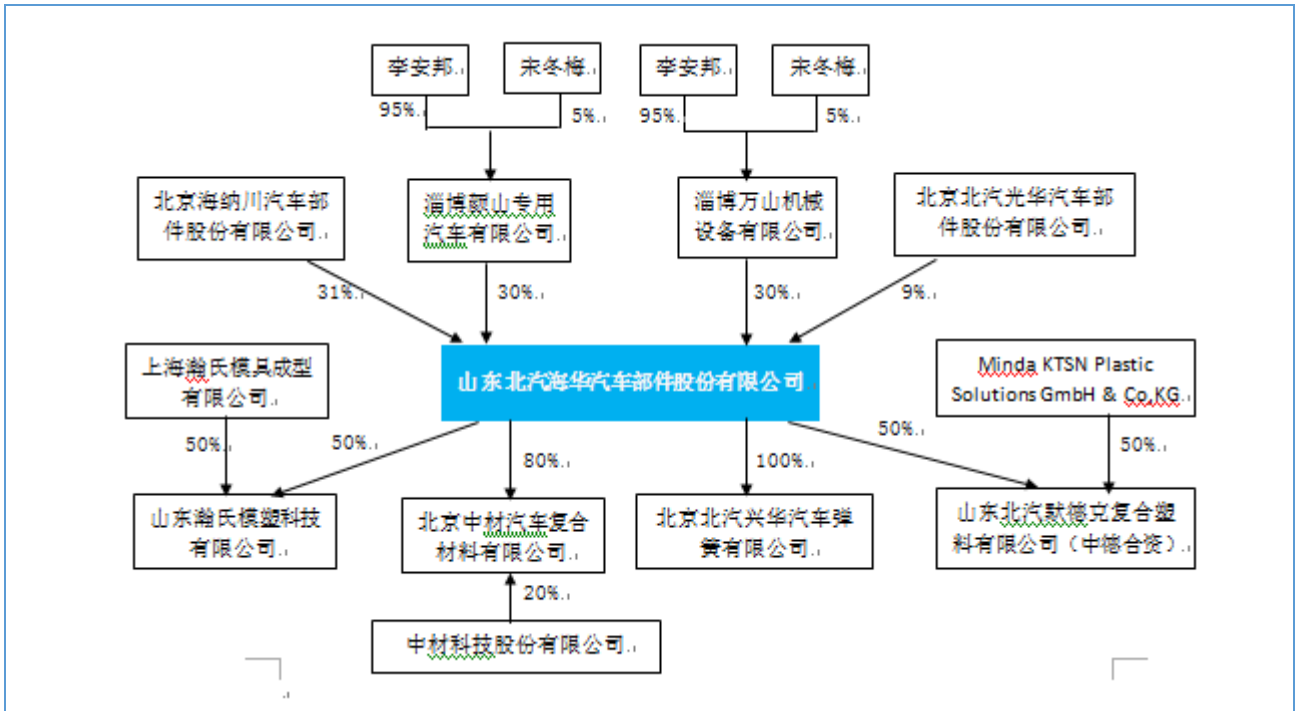 李安邦
宋冬梅
李安邦
宋冬梅
95%
5%
95%
5%
北京海纳川汽车部
件股份有限公司
淄博颜山专用
汽车有限公司
淄博万山机械
设备有限公司
北京北汽光华汽车部
件股份有限公司
31%
30%
30%
9%
上海瀚氏模具成型
有限公司
山东北汽海华汽车部件股份有限公司
Minda KTSN Plastic
Solutions GmbH & Co,KG
50%
50%
80%
100%
50%
50%
山东瀚氏模塑科技
有限公司
北京中材汽车复合
材料有限公司
北京北汽兴华汽车弹
簧有限公司
山东北汽默德克复合塑
料有限公司（中德合资）
20%
中材科技股份有限公司